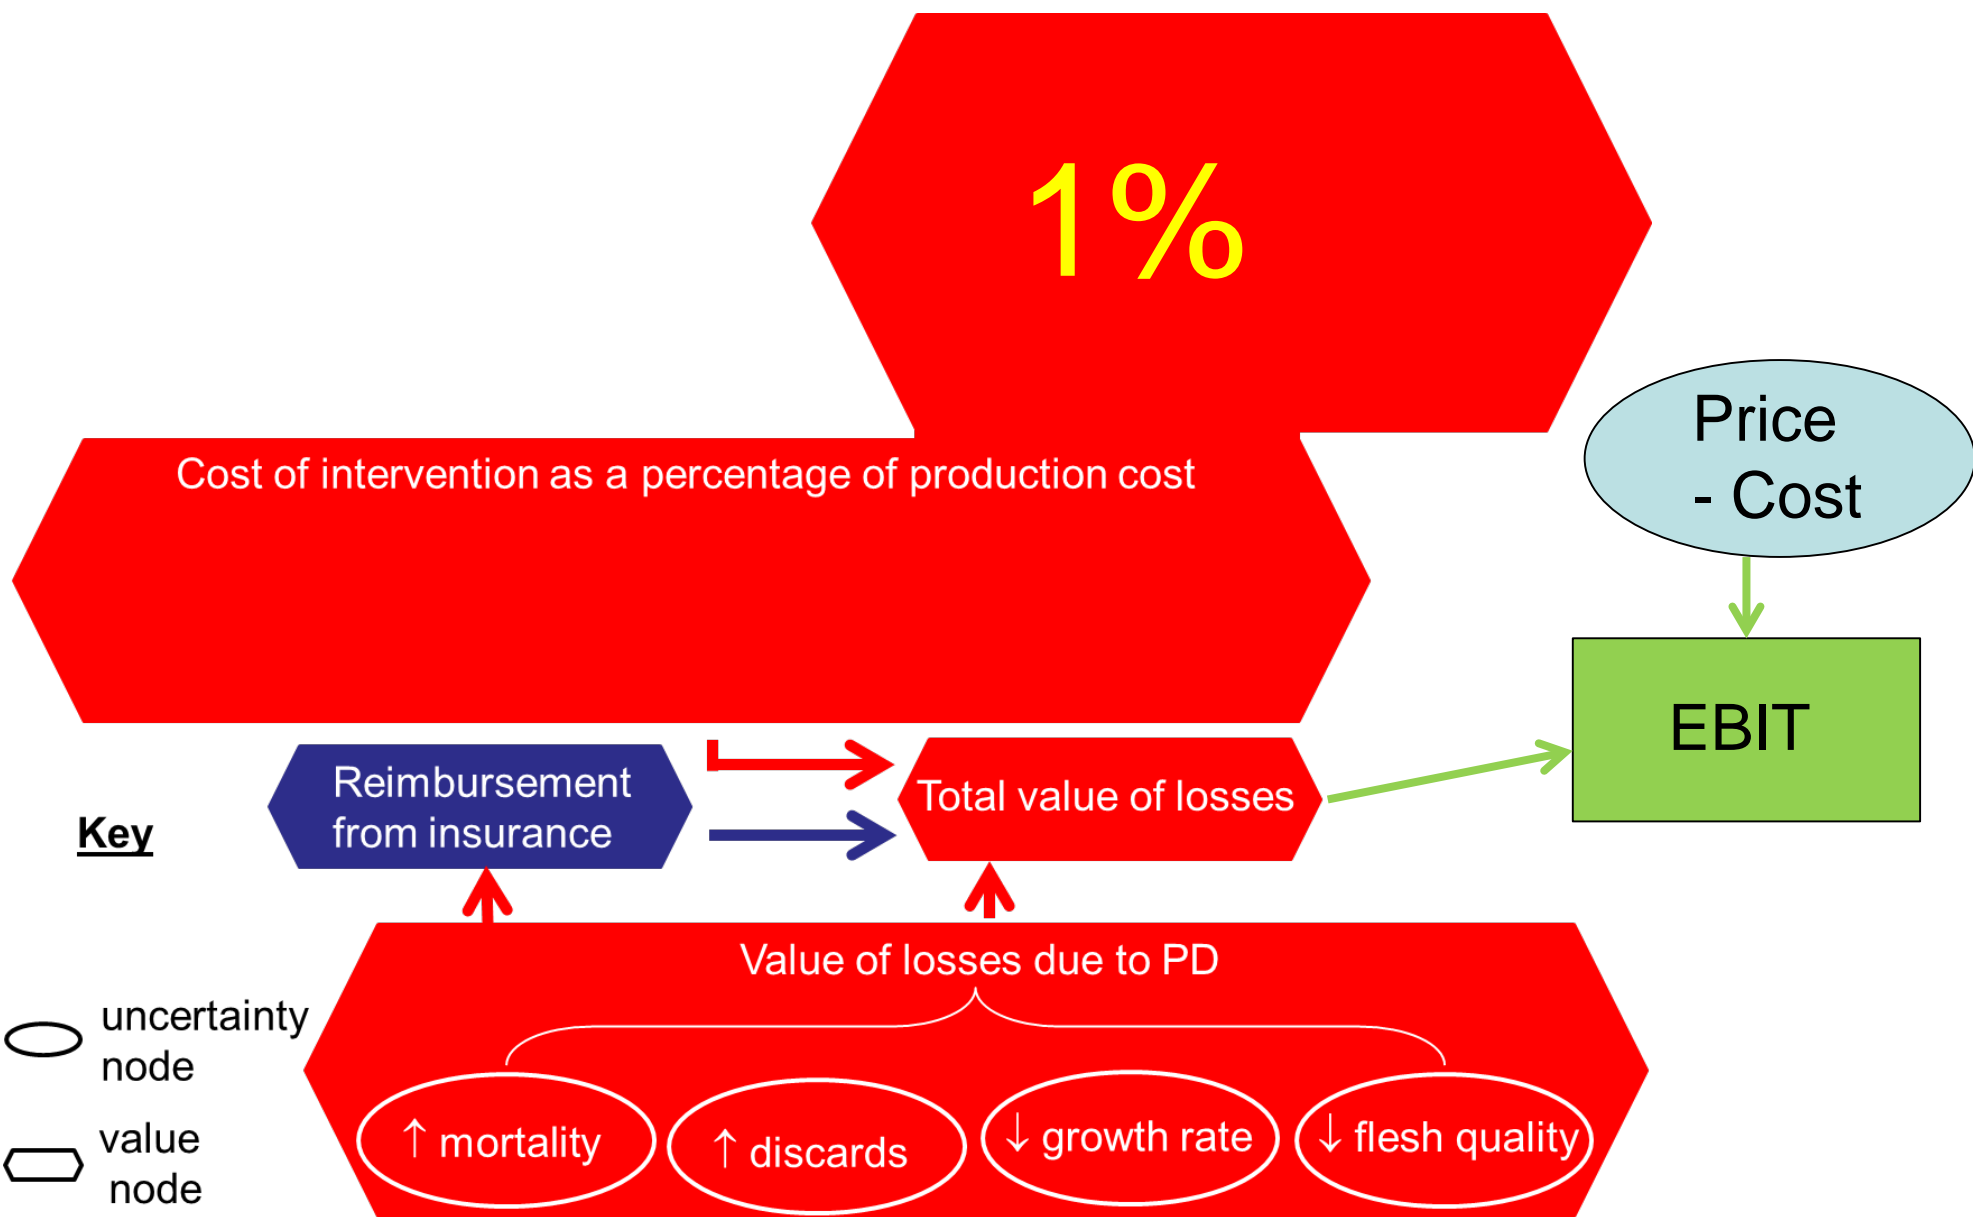 1%
Cost of intervention as a percentage of production cost
Price
- Cost
EBIT
Reimbursement
from insurance
Total value of losses
Key
Value of losses due to PD
uncertainty
node
↑ mortality
↑ discards
↓ growth rate
↓ flesh quality
value
node